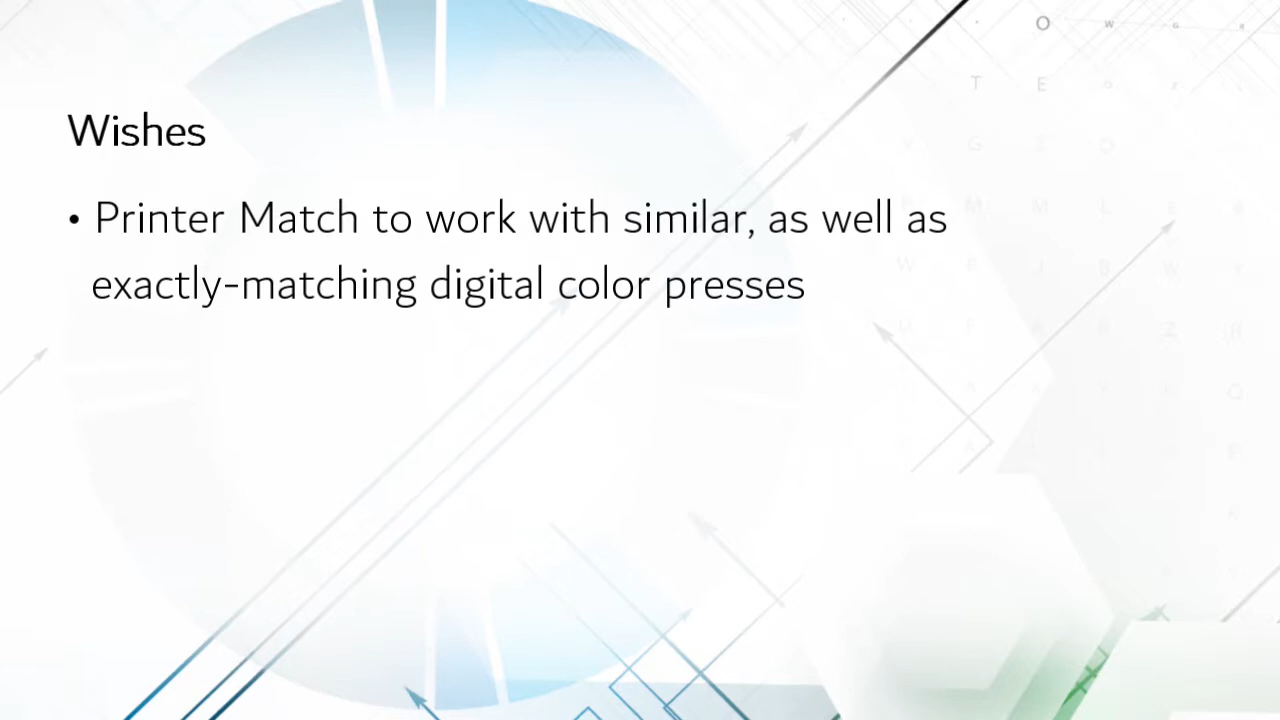 Wishes
• Printer Match to work with similar, as well as
exactly-matching digital color presses